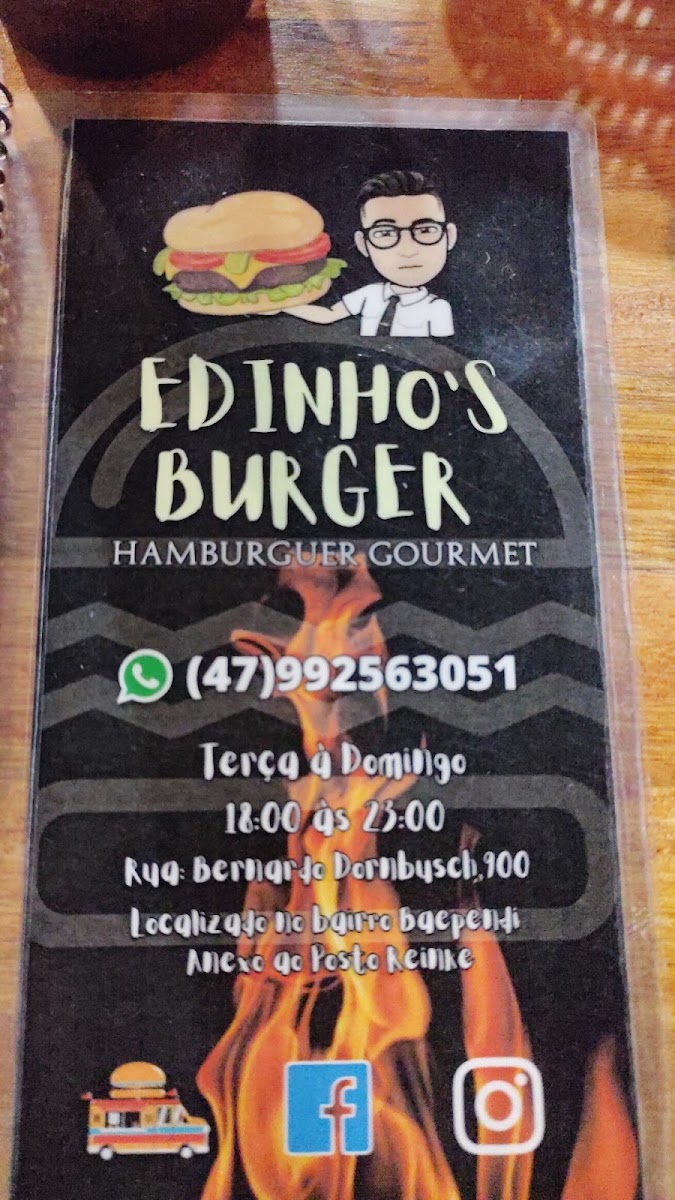 EDINHO'S
BURGER
HAMBURGUER GOURMET
(47)992563051
Terça à Domingo
18:00 às 23:00
Rua: Bernardo Dornbusch,900
Localizado no bairro Baependi
Anexo ao Posto Reinke